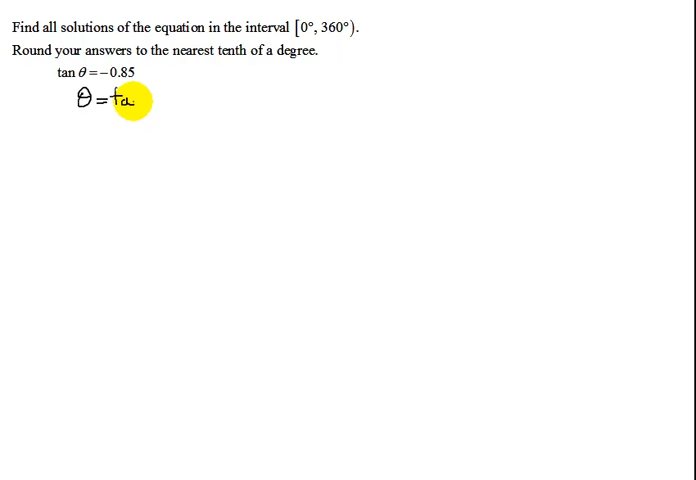 Find all solutions of the equation in the interval [0°, 360°).
Round your answers to the nearest tenth of a degree.
tan θ = −0.85
θ = ta